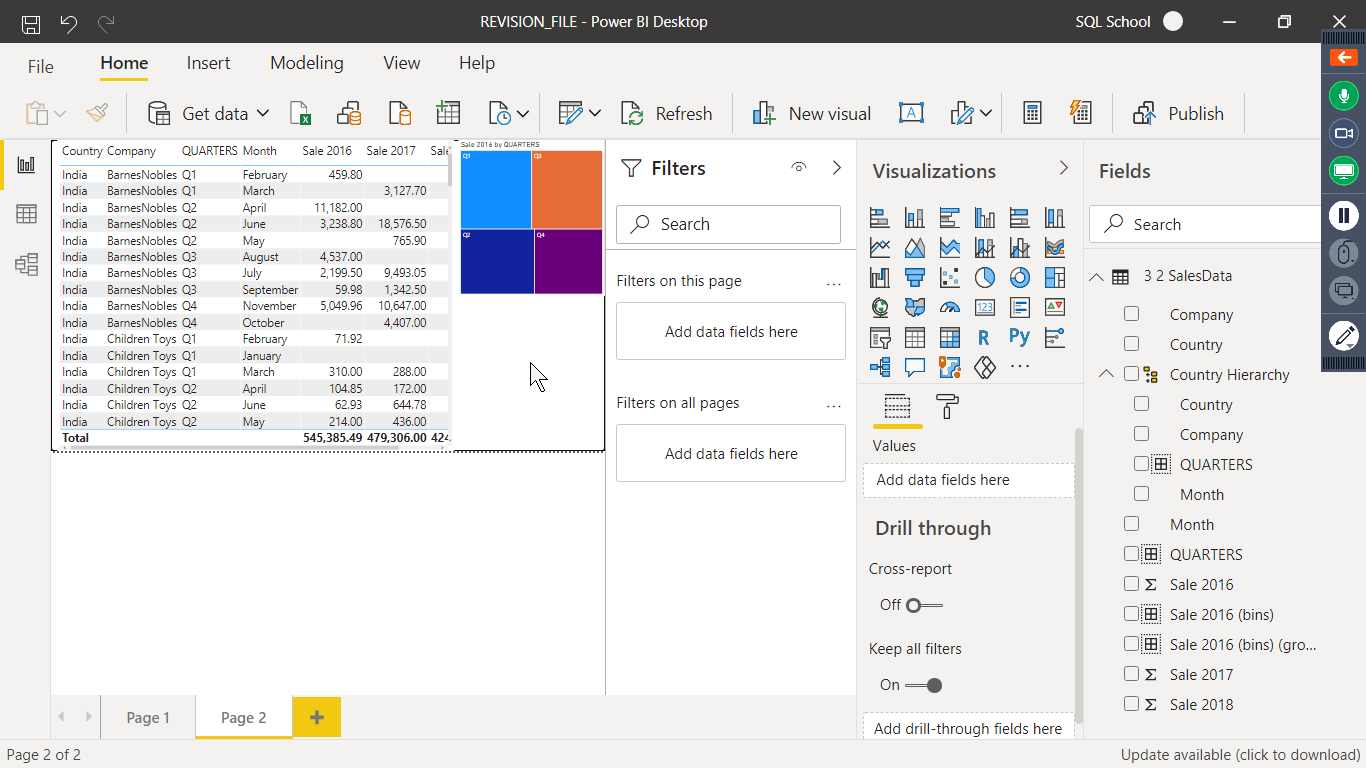 REVISION_FILE - Power BI Desktop
SQL School
File
Home
Insert
Modeling
View
Help
Get data
Refresh
New visual
Publish
Country Company QUARTERS Month Sale 2016 Sale 2017 Sale
India BarnesNobles Q1 February 459.80
India BarnesNobles Q1 March 3,127.70
India BarnesNobles Q2 April 11,182.00
India BarnesNobles Q2 June 3,238.80 18,576.50
India BarnesNobles Q2 May 765.90
India BarnesNobles Q3 August 4,537.00
India BarnesNobles Q3 July 2,199.50 9,493.05
India BarnesNobles Q3 September 59.98 1,342.50
India BarnesNobles Q4 November 5,049.96 10,647.00
India BarnesNobles Q4 October 4,407.00
India Children Toys Q1 February 71.92
India Children Toys Q1 January
India Children Toys Q1 March 310.00 288.00
India Children Toys Q2 April 104.85 172.00
India Children Toys Q2 June 62.93 644.78
India Children Toys Q2 May 214.00 436.00
Total 545,385.49 479,306.00 424
Sale 2016 by QUARTERS
Q1
Q3
Q2
Q4
Filters
Search
Filters on this page
...
Add data fields here
Filters on all pages
...
Add data fields here
Visualizations
123
R
Py
...
Values
Add data fields here
Drill through
Cross-report
Off
Keep all filters
On
Add drill-through fields here
Fields
Search
3 2 SalesData
Company
Country
Country Hierarchy
Country
Company
QUARTERS
Month
Month
QUARTERS
Σ Sale 2016
Sale 2016 (bins)
Sale 2016 (bins) (gro...
Σ Sale 2017
Σ Sale 2018
Page 1
Page 2
+
Page 2 of 2
Update available (click to download)